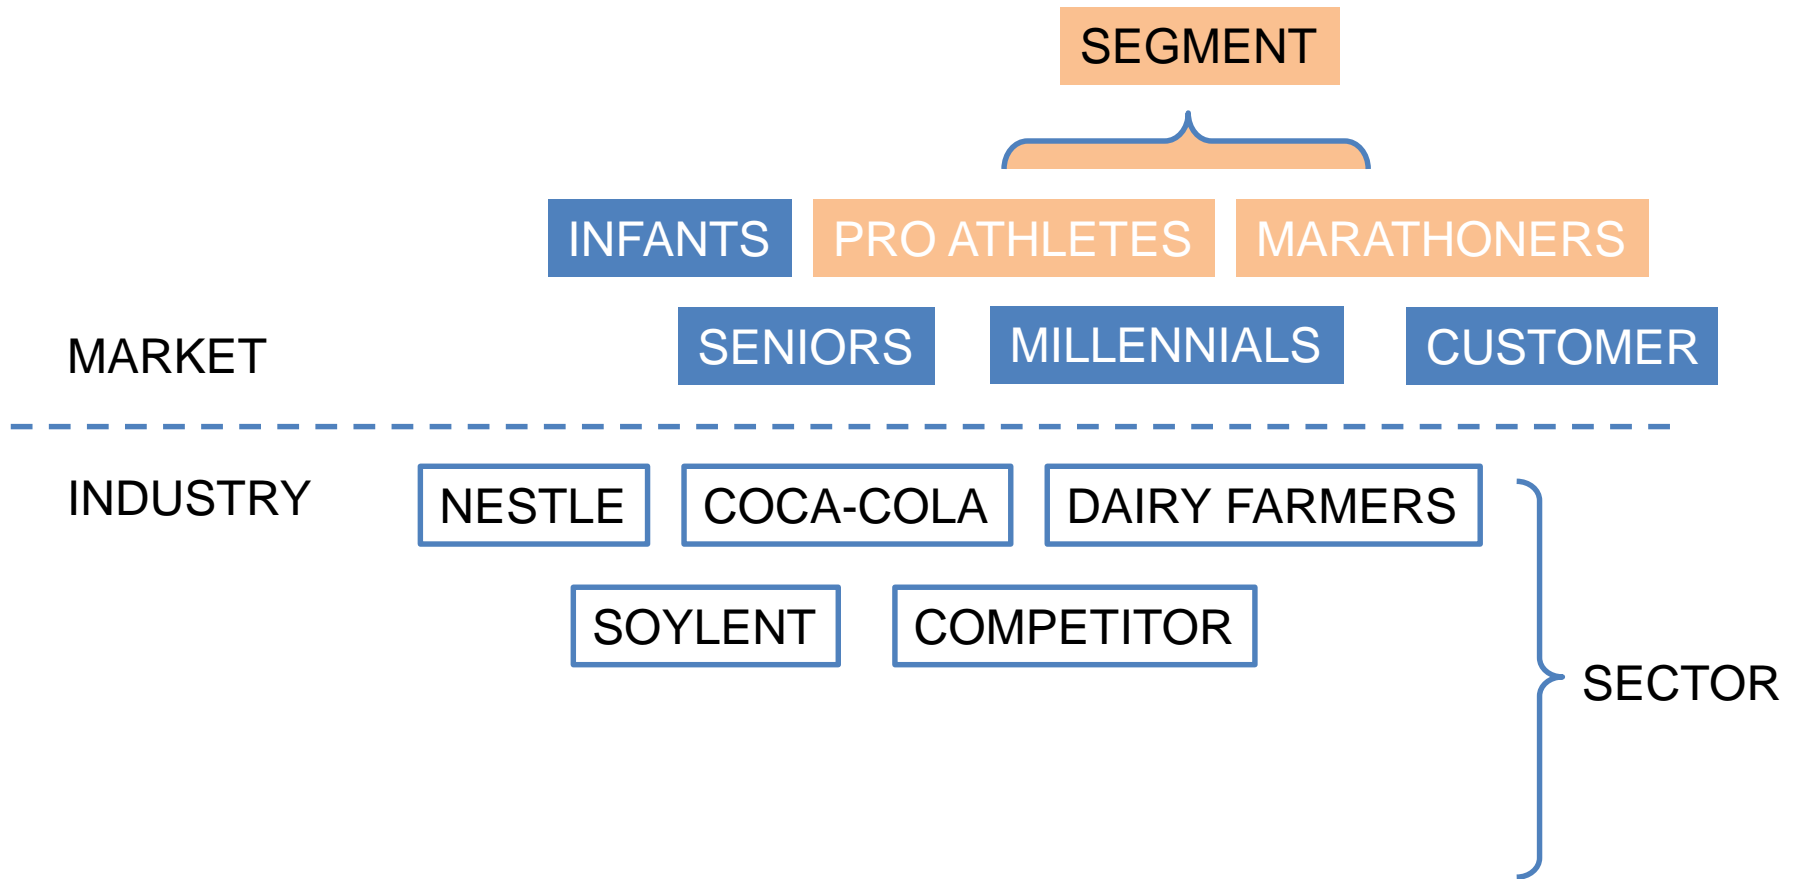 SEGMENT
INFANTS PRO ATHLETES MARATHONERS
SENIORS MILLENNIALS CUSTOMER
MARKET
INDUSTRY NESTLE COCA-COLA DAIRY FARMERS
SOYLENT COMPETITOR
SECTOR